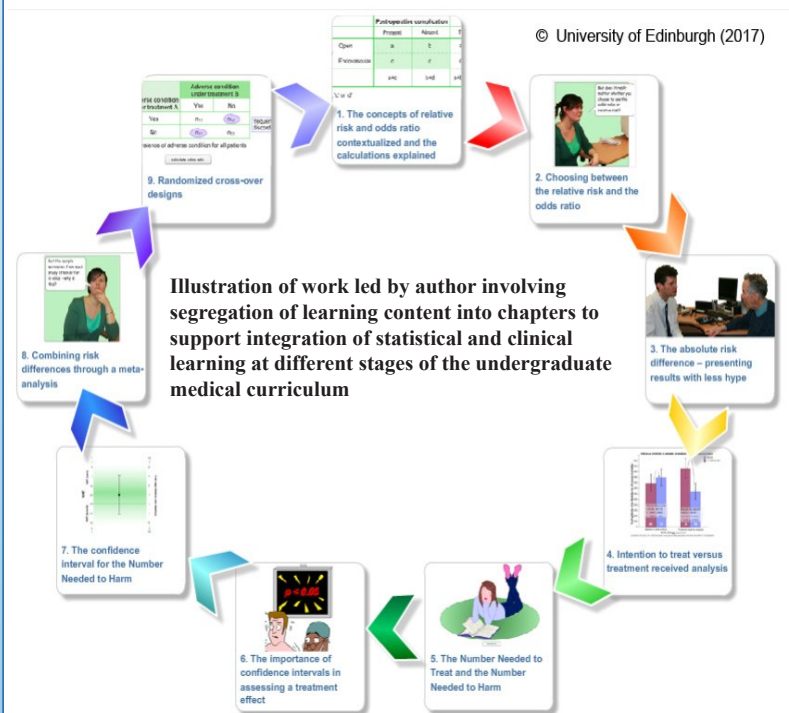 © University of Edinburgh (2017)
Postoperative complication
Present Absent
Open a b
a+c b+d
1. The concepts of relative
risk and odds ratio
contextualized and the
calculations explained
2. Choosing between
the relative risk and the
odds ratio
3. The absolute risk
difference – presenting
results with less hype
4. Intention to treat versus
treatment received analysis
5. The Number Needed to
Treat and the Number
Needed to Harm
p < 0.05
6. The importance of
confidence intervals in
assessing a treatment
effect
7. The confidence
interval for the Number
Needed to Harm
8. Combining risk
differences through a meta-
analysis
Adverse condition
under treatment B
Yes No
Yes
No
9. Randomized cross-over
designs
Illustration of work led by author involving
segregation of learning content into chapters to
support integration of statistical and clinical
learning at different stages of the undergraduate
medical curriculum